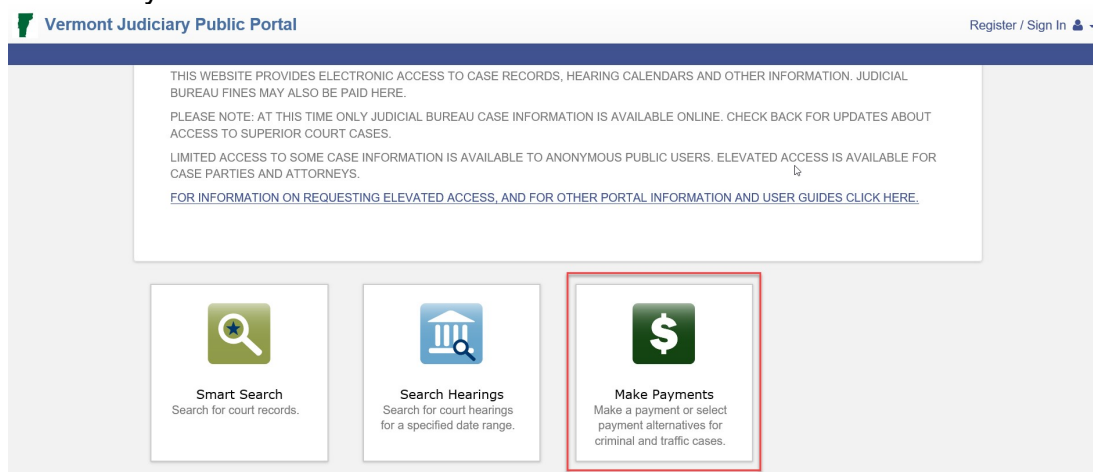 Vermont Judiciary Public Portal
Register / Sign In
THIS WEBSITE PROVIDES ELECTRONIC ACCESS TO CASE RECORDS, HEARING CALENDARS AND OTHER INFORMATION. JUDICIAL
BUREAU FINES MAY ALSO BE PAID HERE.
PLEASE NOTE: AT THIS TIME ONLY JUDICIAL BUREAU CASE INFORMATION IS AVAILABLE ONLINE. CHECK BACK FOR UPDATES ABOUT
ACCESS TO SUPERIOR COURT CASES.
LIMITED ACCESS TO SOME CASE INFORMATION IS AVAILABLE TO ANONYMOUS PUBLIC USERS. ELEVATED ACCESS IS AVAILABLE FOR
CASE PARTIES AND ATTORNEYS.
FOR INFORMATION ON REQUESTING ELEVATED ACCESS, AND FOR OTHER PORTAL INFORMATION AND USER GUIDES CLICK HERE.
Smart Search
Search for court records.
Search Hearings
Search for court hearings
for a specified date range.
$
Make Payments
Make a payment or select
payment alternatives for
criminal and traffic cases.